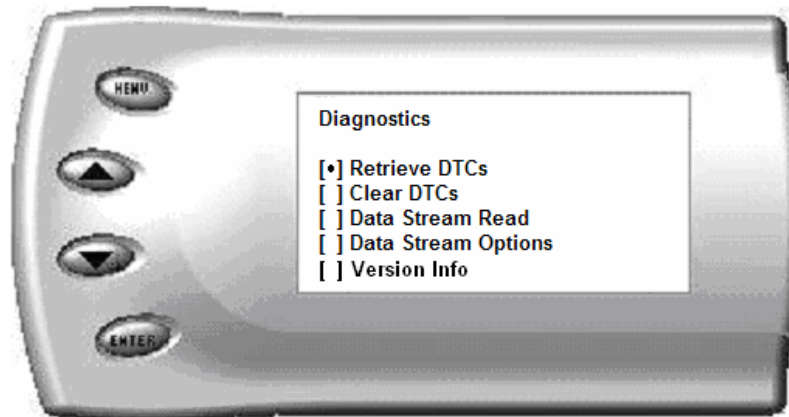 MENU
Diagnostics
[•] Retrieve DTCs
[ ] Clear DTCs
[ ] Data Stream Read
[ ] Data Stream Options
[ ] Version Info
ENTER